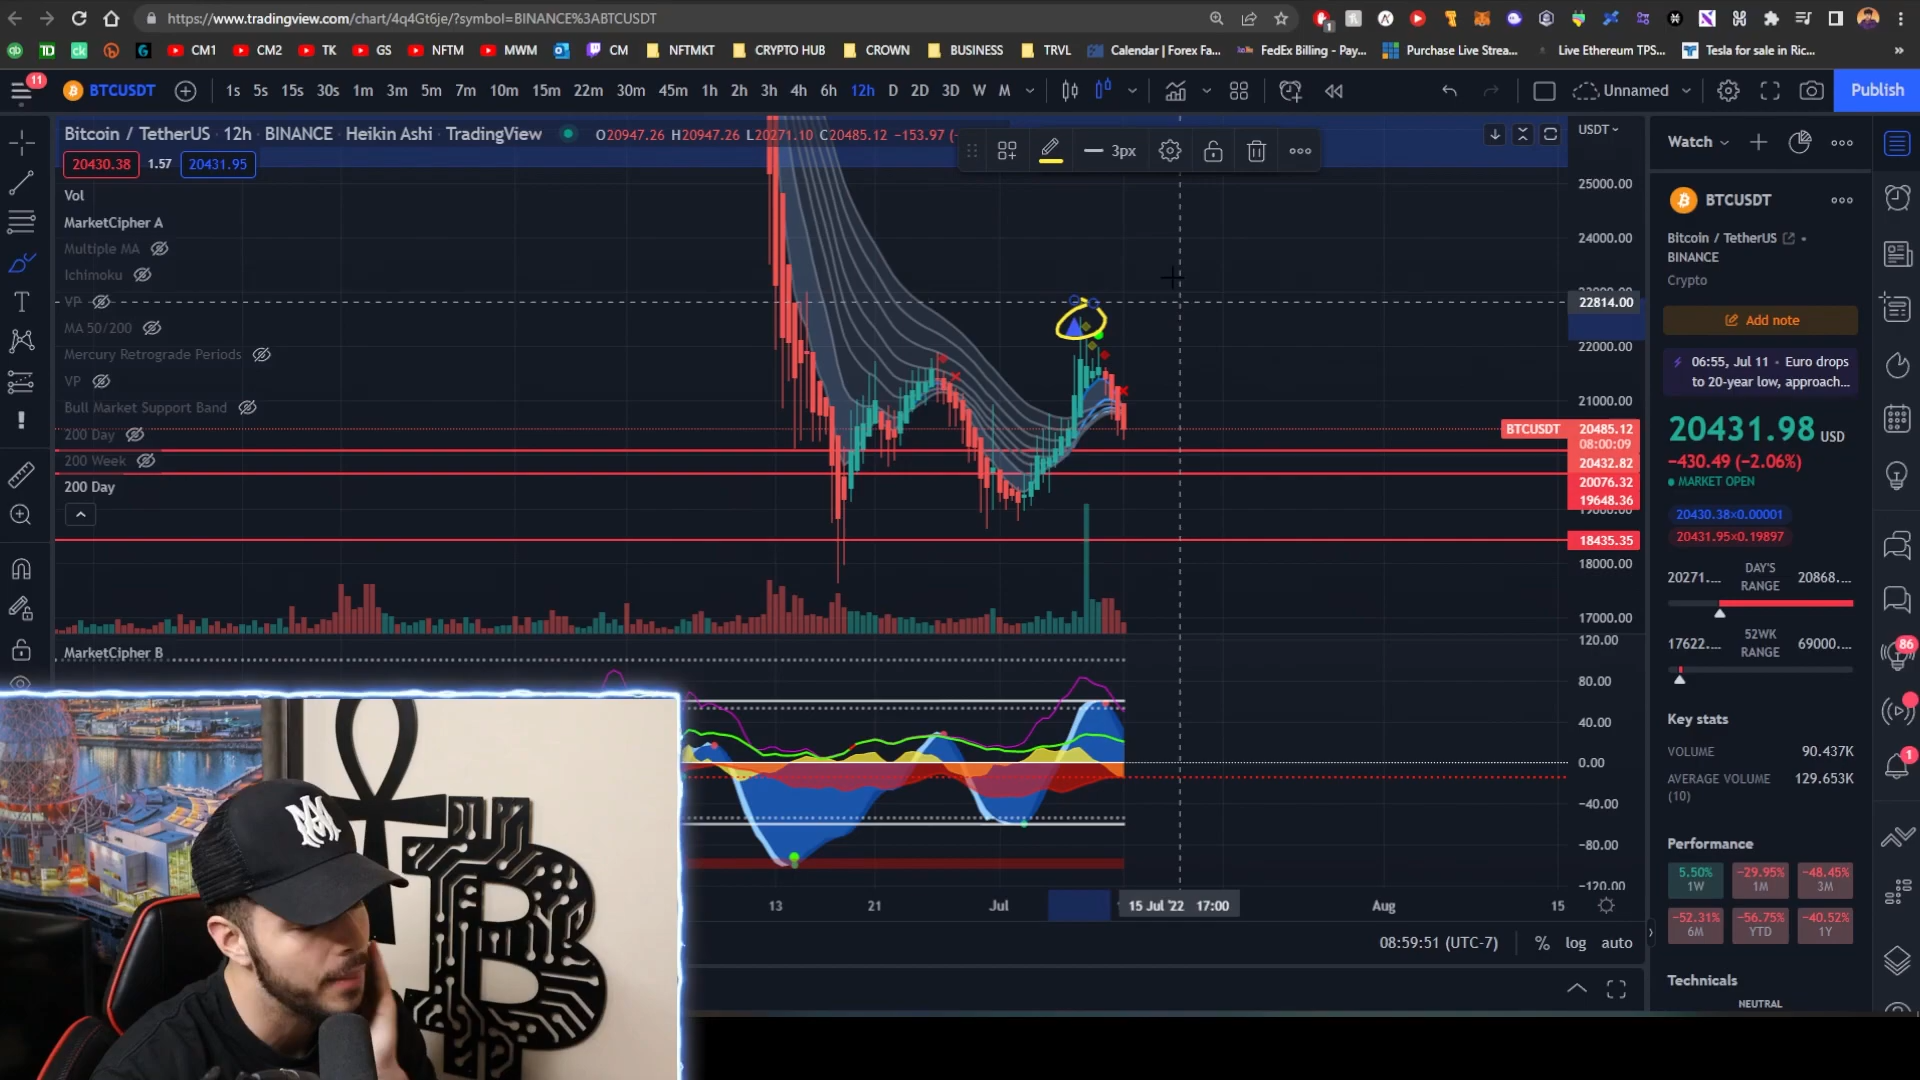 https://www.tradingview.com/chart/4q4Gt6je/?symbol=BINANCE%3ABTCUSDT
CM1 CM2 TK GS NFTM MWM CM NFTMKT CRYPTO HUB CROWN BUSINESS TRVL Calendar | Forex Fa... FedEx Billing - Pay... Purchase Live Strea... Live Ethereum TPS... Tesla for sale in Ric...
11
BTCUSDT 1s 5s 15s 30s 1m 3m 5m 7m 10m 15m 22m 30m 45m 1h 2h 3h 4h 6h 12h D 2D 3D W M Unnamed Publish
Bitcoin / TetherUS · 12h · BINANCE · Heikin Ashi · TradingView O20947.26 H20947.26 L20271.10 C20485.12 −153.97
20430.38 1.57 20431.95
3px
Vol
MarketCipher A
Multiple MA
Ichimoku
VP
MA 50/200
Mercury Retrograde Periods
VP
Bull Market Support Band
200 Day
200 Week
200 Day
USDT
25000.00
24000.00
22814.00
22000.00
21000.00
BTCUSDT 20485.12
08:00:09
20432.82
20076.32
19648.36
18435.35
18000.00
17000.00
MarketCipher B
120.00
80.00
40.00
0.00
−40.00
−80.00
−120.00
13 21 Jul 15 Jul '22 17:00 Aug 15
08:59:51 (UTC-7) % log auto
Watch
BTCUSDT
Bitcoin / TetherUS
BINANCE
Crypto
Add note
06:55, Jul 11 · Euro drops
to 20-year low, approach...
20431.98 USD
−430.49 (−2.06%)
MARKET OPEN
20430.38×0.00001
20431.95×0.19897
20271.... DAY'S RANGE 20868....
17622.... 52WK RANGE 69000....
Key stats
VOLUME 90.437K
AVERAGE VOLUME (10) 129.653K
Performance
5.50% 1W −29.95% 1M −48.45% 3M
−52.31% 6M −56.75% YTD −40.52% 1Y
Technicals
NEUTRAL
86
1